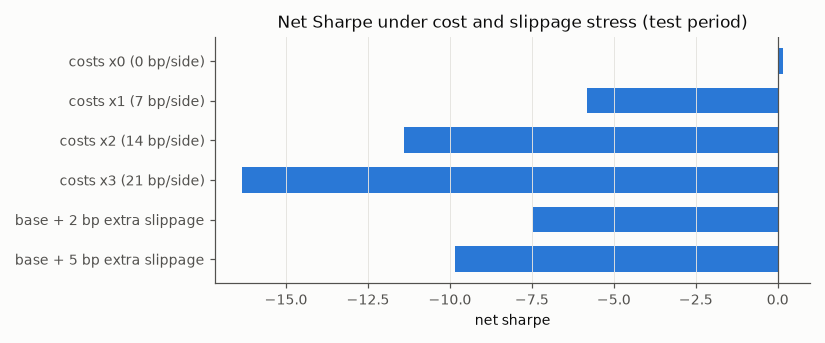 Net Sharpe under cost and slippage stress (test period)
costs x0 (0 bp/side)
costs x1 (7 bp/side)
costs x2 (14 bp/side)
costs x3 (21 bp/side)
base + 2 bp extra slippage
base + 5 bp extra slippage
−15.0 −12.5 −10.0 −7.5 −5.0 −2.5 0.0
net sharpe